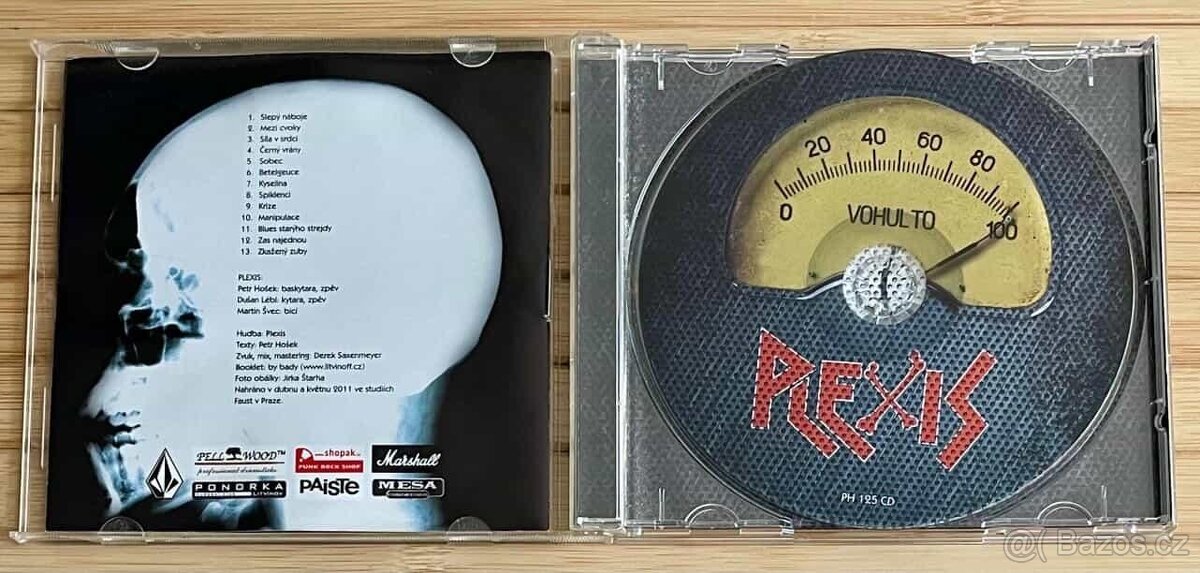 1. Slepý náboje
2. Mezi cvoky
3. Síla v srdci
4. Černý vrány
5. Sobec
6. Betelgeuce
7. Kyselina
8. Spiklenci
9. Krize
10. Manipulace
11. Blues starýho strejdy
12. Zas najednou
13. Zkažený zuby
PLEXIS:
Petr Hošek: baskytara, zpěv
Dušan Lébl: kytara, zpěv
Martin Švec: bicí
Hudba: Plexis
Texty: Petr Hošek
Zvuk, mix, mastering: Derek Saxenmeyer
Booklet: by bady (www.litvinoff.cz)
Foto obálky: Jirka Štarha
Nahráno v dubnu a květnu 2011 ve studiích
Faust v Praze.
PELLWOOD™
professional drumsticks
shopak
PUNK ROCK SHOP
Marshall
PONORKA
LITVÍNOV
PAiSTe
MESA
0 20 40 60 80 100
VOHULTO
PLEXIS
PH 125 CD
@ Bazos.cz